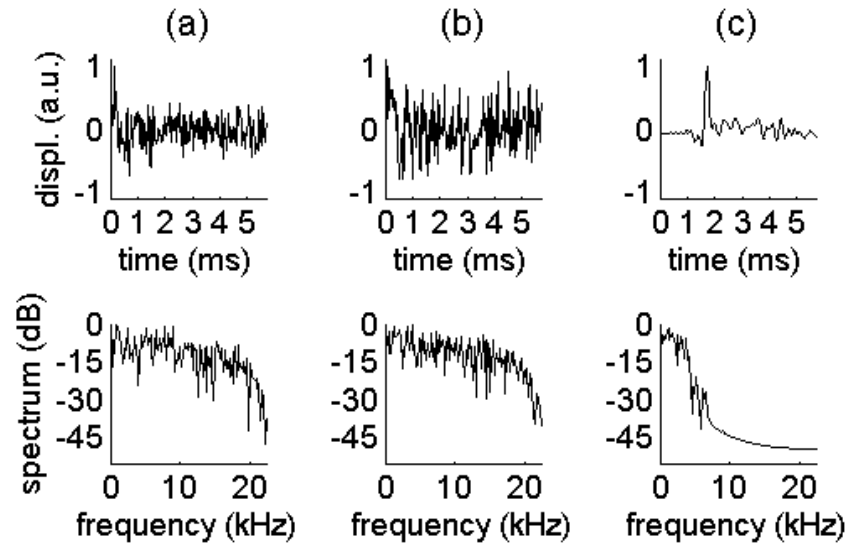 (a) (b) (c)
displ. (a.u.)
1 0 -1
0 1 2 3 4 5
time (ms)
1 0 -1
0 1 2 3 4 5
time (ms)
1 0 -1
0 1 2 3 4 5
time (ms)
spectrum (dB)
0 -15 -30 -45
0 10 20
frequency (kHz)
0 -15 -30 -45
0 10 20
frequency (kHz)
0 -15 -30 -45
0 10 20
frequency (kHz)